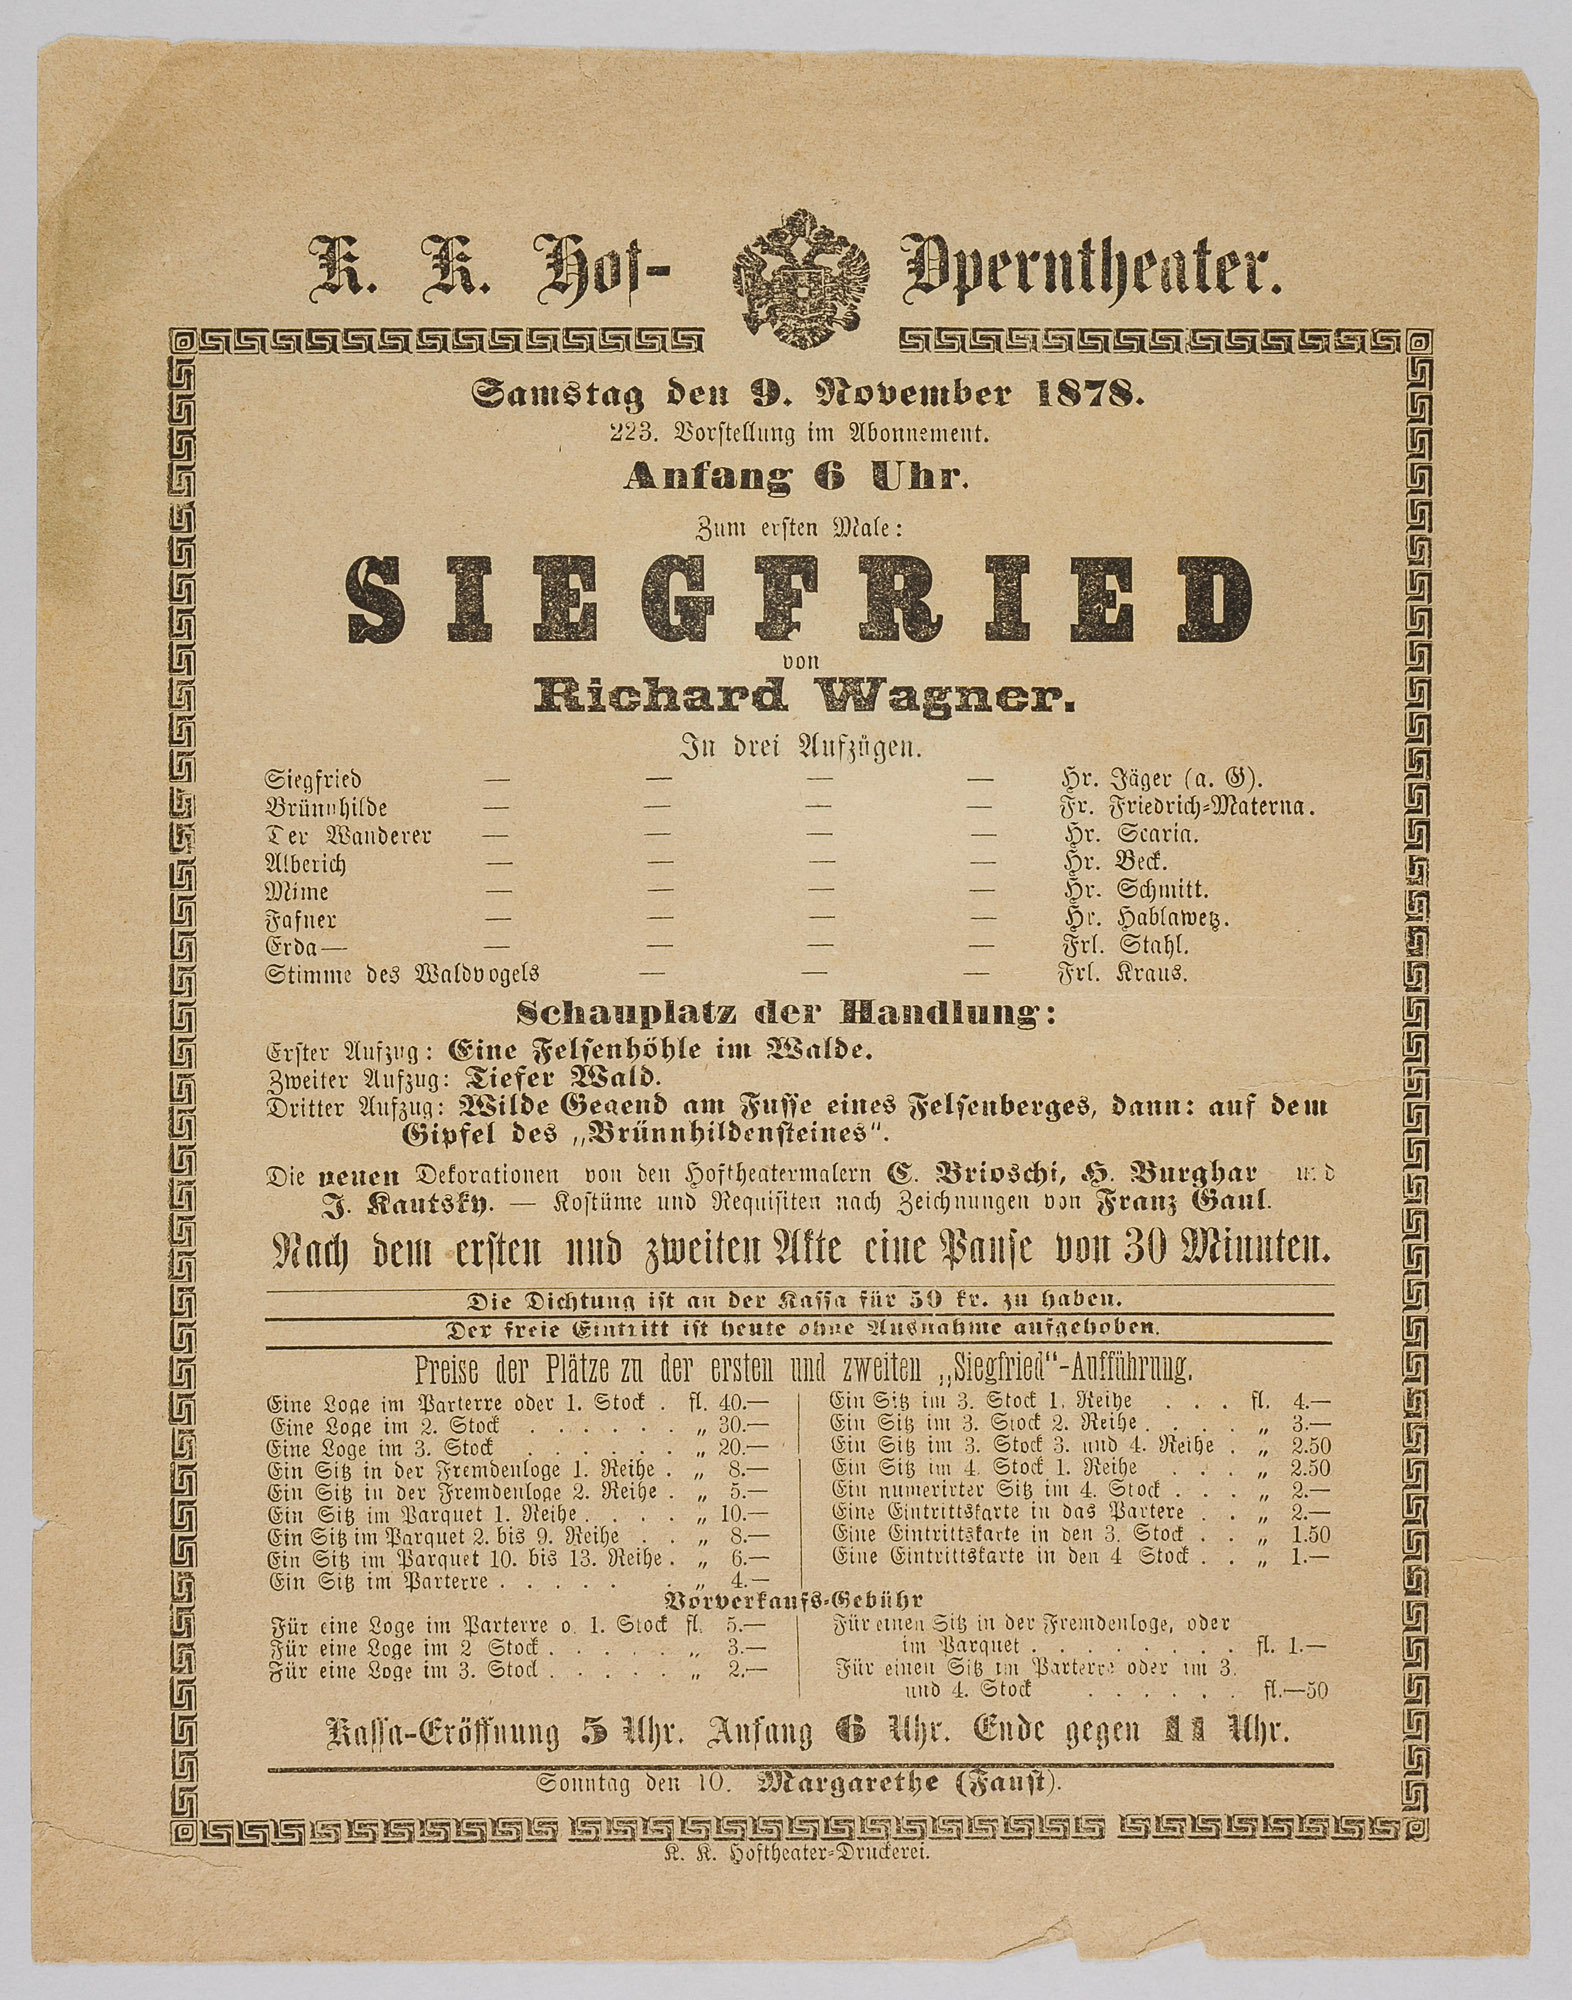 K. K. Hof-Operntheater.
Samstag den 9. November 1878.
223. Vorstellung im Abonnement.
Anfang 6 Uhr.
Zum ersten Male:
SIEGFRIED
von
Richard Wagner.
In drei Aufzügen.
Siegfried — — — — Hr. Jäger (a. G).
Brünnhilde — — — — Fr. Friedrich-Materna.
Der Wanderer — — — — Hr. Scaria.
Alberich — — — — Hr. Beck.
Mime — — — — Hr. Schmitt.
Fafner — — — — Hr. Hablawetz.
Erda — — — — — Frl. Stahl.
Stimme des Waldvogels — — — Frl. Kraus.
Schauplatz der Handlung:
Erster Aufzug: Eine Felsenhöhle im Walde.
Zweiter Aufzug: Tiefer Wald.
Dritter Aufzug: Wilde Gegend am Fusse eines Felsenberges, dann: auf dem
Gipfel des „Brünnhildensteines".
Die neuen Dekorationen von den Hoftheatermalern C. Brioschi, H. Burghar und
J. Kautsky. — Kostüme und Requisiten nach Zeichnungen von Franz Gaul.
Nach dem ersten und zweiten Akte eine Pause von 30 Minuten.
Die Dichtung ist an der Kassa für 50 kr. zu haben.
Der freie Eintritt ist heute ohne Ausnahme aufgehoben.
Preise der Plätze zu der ersten und zweiten „Siegfried"-Aufführung.
Eine Loge im Parterre oder 1. Stock . fl. 40.—
Eine Loge im 2. Stock . . . . . . „ 30.—
Eine Loge im 3. Stock . . . . . . „ 20.—
Ein Sitz in der Fremdenloge 1. Reihe . „ 8.—
Ein Sitz in der Fremdenloge 2. Reihe . „ 5.—
Ein Sitz im Parquet 1. Reihe . . . . „ 10.—
Ein Sitz im Parquet 2. bis 9. Reihe . . „ 8.—
Ein Sitz im Parquet 10. bis 13. Reihe . „ 6.—
Ein Sitz im Parterre . . . . . . „ 4.—
Ein Sitz im 3. Stock 1. Reihe . . . fl. 4.—
Ein Sitz im 3. Stock 2. Reihe . . . . „ 3.—
Ein Sitz im 3. Stock 3. und 4. Reihe . „ 2.50
Ein Sitz im 4. Stock 1. Reihe . . . „ 2.50
Ein numerirter Sitz im 4. Stock . . . „ 2.—
Eine Eintrittskarte in das Partere . . „ 2.—
Eine Eintrittskarte in den 3. Stock . . „ 1.50
Eine Eintrittskarte in den 4 Stock . . „ 1.—
Vorverkaufs-Gebühr
Für eine Loge im Parterre o. 1. Stock fl. 5.—
Für eine Loge im 2 Stock . . . . . „ 3.—
Für eine Loge im 3. Stock . . . . . „ 2.—
Für einen Sitz in der Fremdenloge, oder
im Parquet . . . . . . . . fl. 1.—
Für einen Sitz im Parterre oder im 3.
und 4. Stock . . . . . . fl.—50
Kassa-Eröffnung 5 Uhr. Anfang 6 Uhr. Ende gegen 11 Uhr.
Sonntag den 10. Margarethe (Faust).
K. K. Hoftheater-Druckerei.